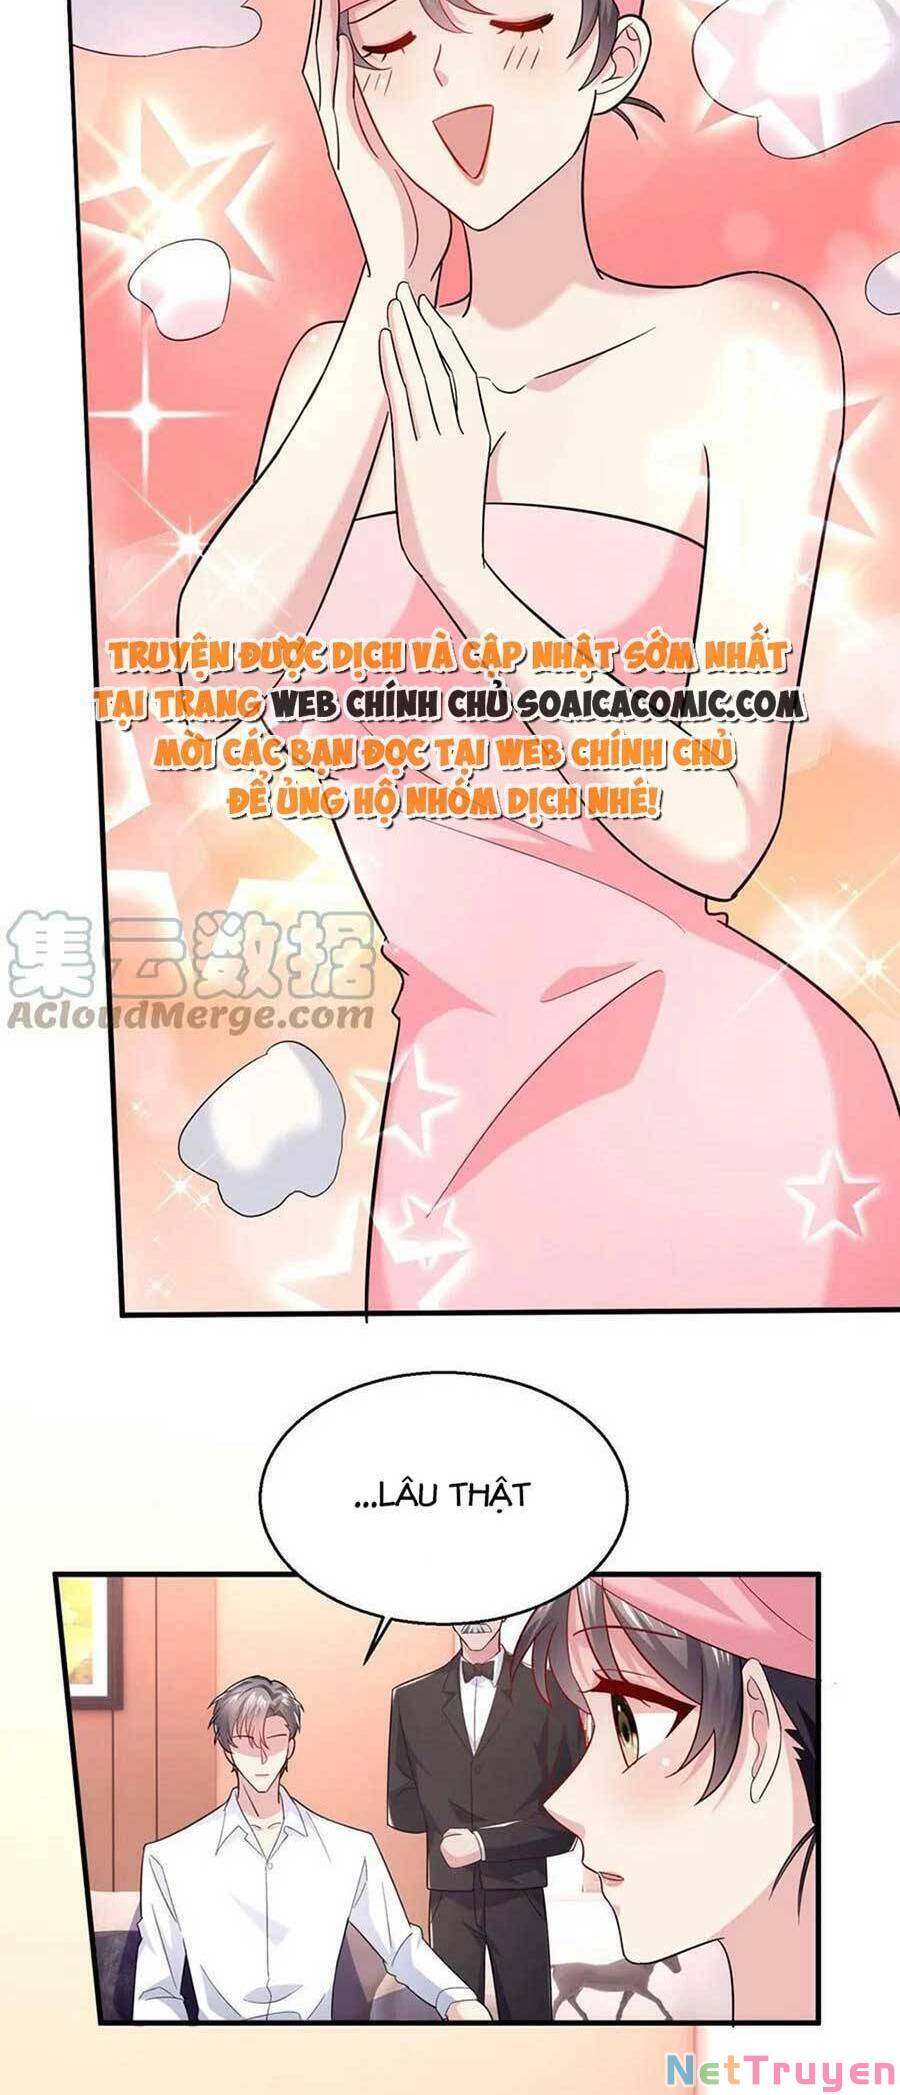 TRUYỆN ĐƯỢC DỊCH VÀ CẬP NHẬT SỚM NHẤT
TẠI TRANG WEB CHÍNH CHỦ SOAICACOMIC.COM
MỜI CÁC BẠN ĐỌC TẠI WEB CHÍNH CHỦ
ĐỂ ỦNG HỘ NHÓM DỊCH NHÉ!
集云数据
ACloudMerge.com
...LÂU THẬT
NetTruyen